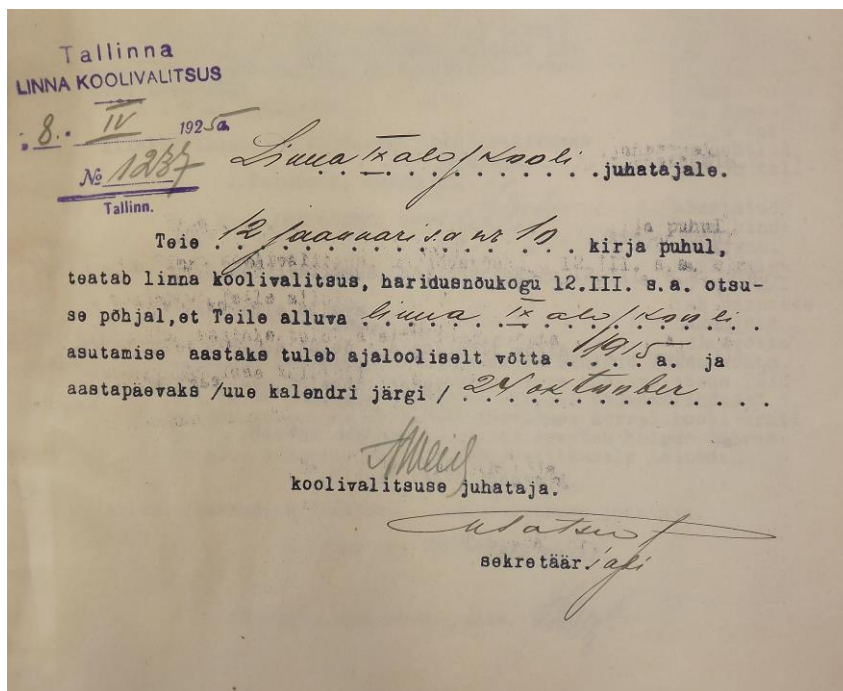 Tallinna
LINNA KOOLIVALITSUS
8. IV 1925a.
№ 1237
Tallinn.
Linna IX alg/kooli juhatajale.
Teie 12 jaanuari s.a nr 10 kirja puhul,
teatab linna koolivalitsus, haridusnõukogu 12.III. s.a. otsu-
se põhjal,et Teile alluva linna IX alg/kooli
asutamise aastaks tuleb ajalooliselt võtta 1915 a. ja
aastapäevaks /uue kalendri järgi / 24 oktoober
koolivalitsuse juhataja.
sekretäär